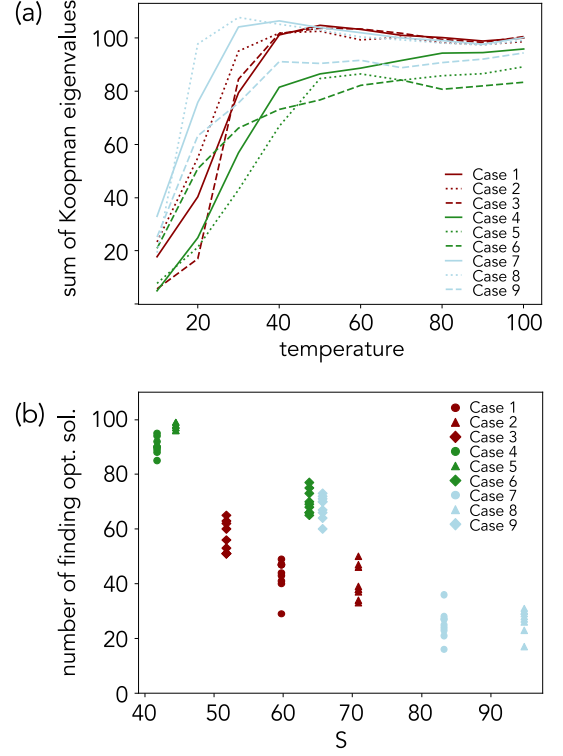 (a)
sum of Koopman eigenvalues
100
80
60
40
20
Case 1
Case 2
Case 3
Case 4
Case 5
Case 6
Case 7
Case 8
Case 9
20 40 60 80 100
temperature
(b)
number of finding opt. sol.
100
80
60
40
20
0
Case 1
Case 2
Case 3
Case 4
Case 5
Case 6
Case 7
Case 8
Case 9
40 50 60 70 80 90
S